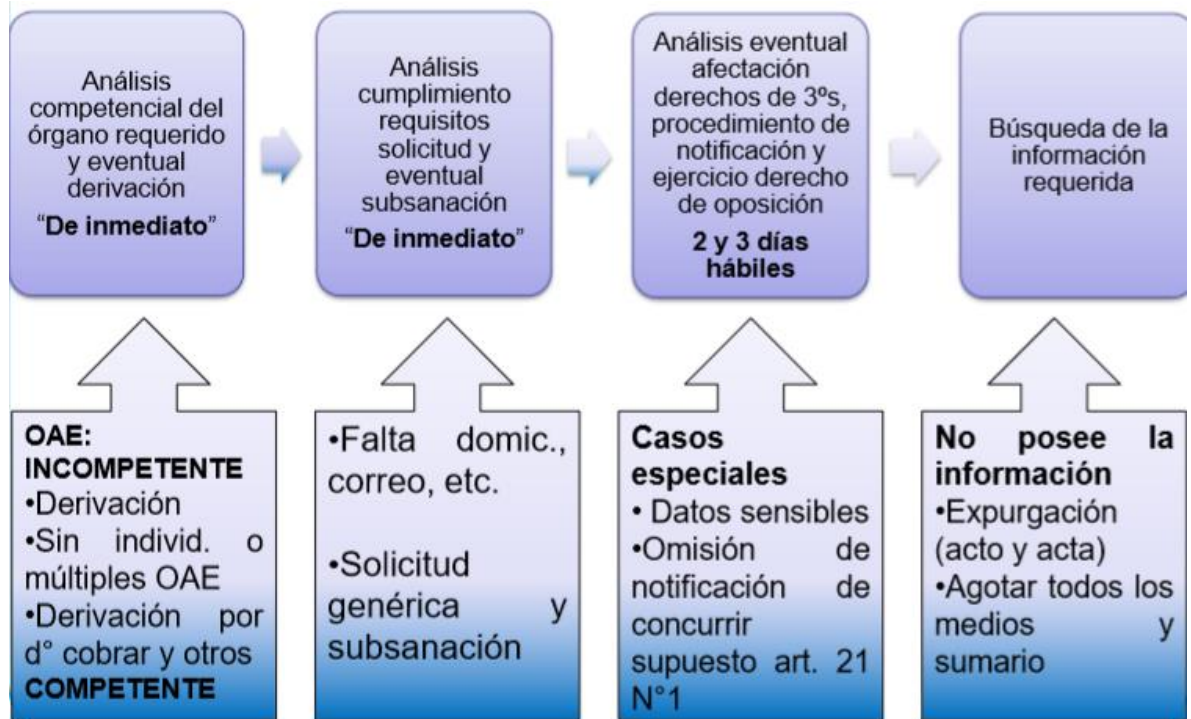 Análisis
competencial del
órgano requerido
y eventual
derivación
“De inmediato”
Análisis
cumplimiento
requisitos
solicitud y
eventual
subsanación
“De inmediato”
Análisis eventual
afectación
derechos de 3ºs,
procedimiento de
notificación y
ejercicio derecho
de oposición
2 y 3 días
hábiles
Búsqueda de la
información
requerida
OAE:
INCOMPETENTE
•Derivación
•Sin individ. o
múltiples OAE
•Derivación por
d° cobrar y otros
COMPETENTE
•Falta domic.,
correo, etc.
•Solicitud
genérica y
subsanación
Casos
especiales
• Datos sensibles
•Omisión de
notificación de
concurrir
supuesto art. 21
N°1
No posee la
información
•Expurgación
(acto y acta)
•Agotar todos los
medios y
sumario